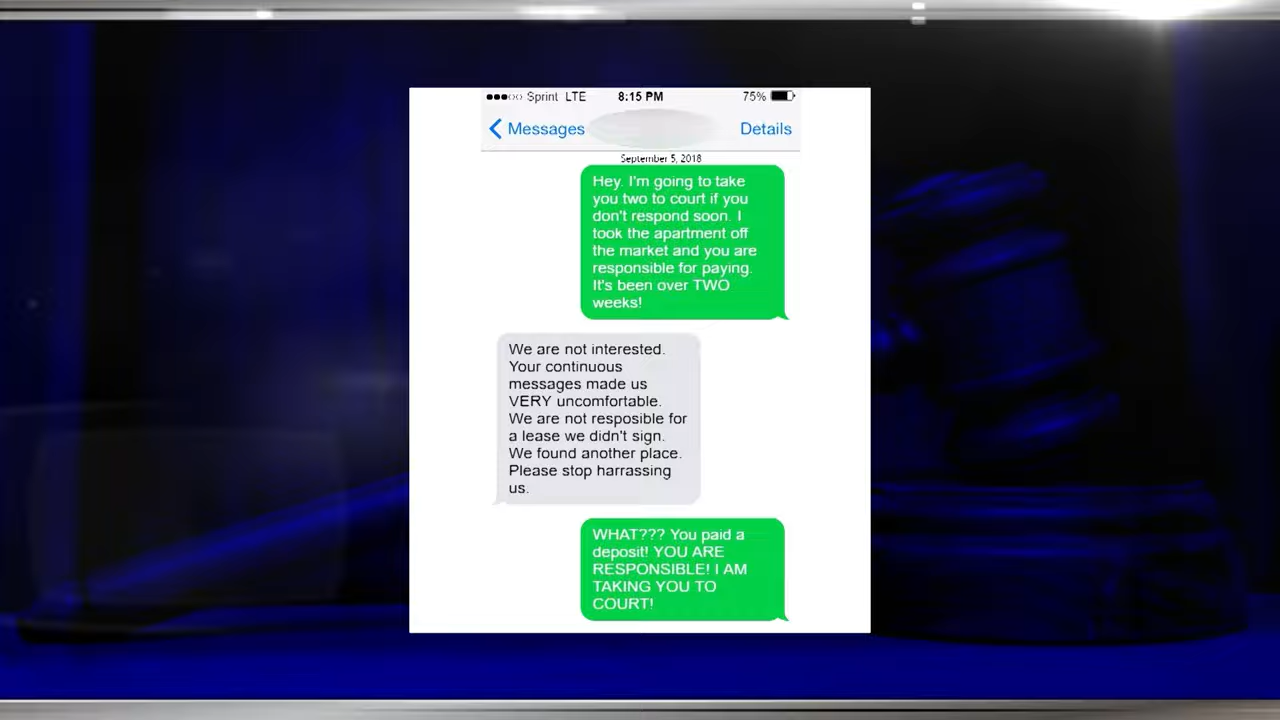 Sprint LTE 8:15 PM 75%
Messages Details
September 5, 2018
Hey. I'm going to take
you two to court if you
don't respond soon. I
took the apartment off
the market and you are
responsible for paying.
It's been over TWO
weeks!
We are not interested.
Your continuous
messages made us
VERY uncomfortable.
We are not resposible for
a lease we didn't sign.
We found another place.
Please stop harrassing
us.
WHAT??? You paid a
deposit! YOU ARE
RESPONSIBLE! I AM
TAKING YOU TO
COURT!